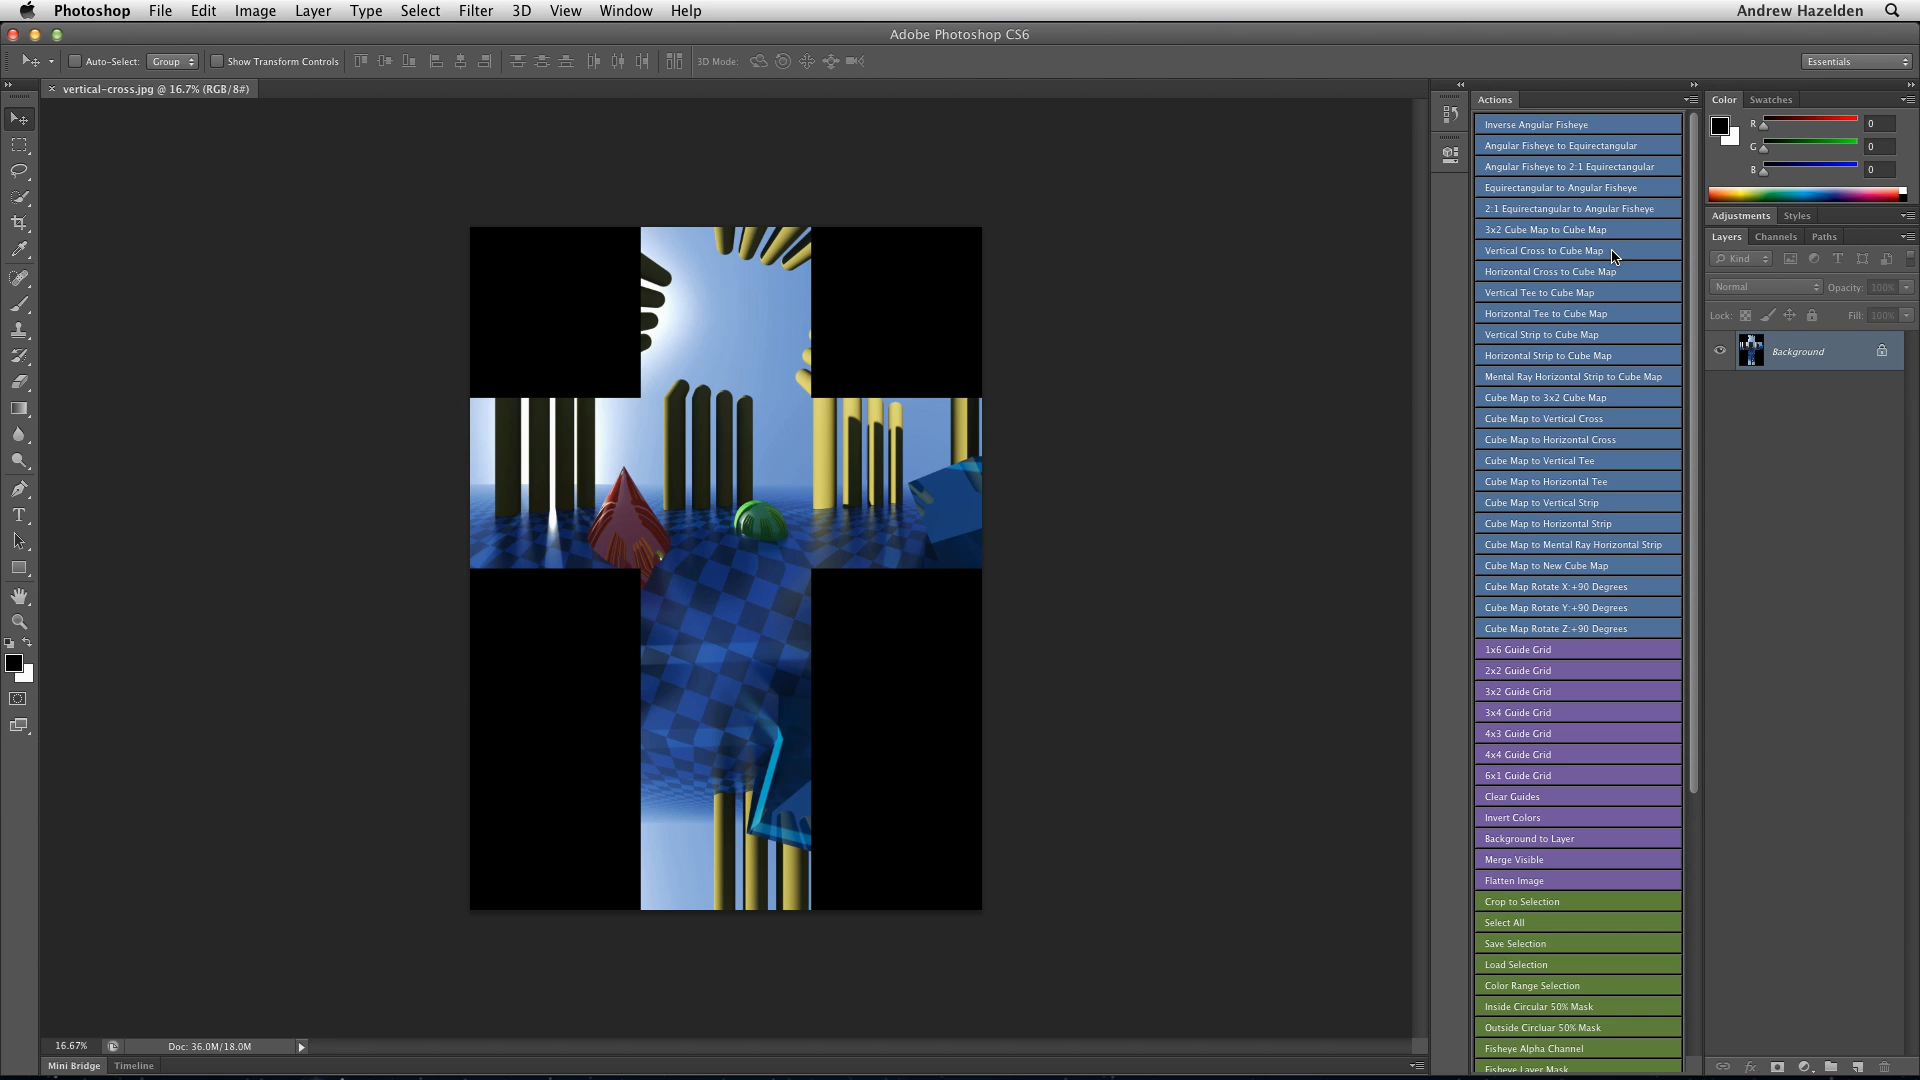 Photoshop File Edit Image Layer Type Select Filter 3D View Window Help Andrew Hazelden
Adobe Photoshop CS6
Auto-Select: Group Show Transform Controls 3D Mode: Essentials
× vertical-cross.jpg @ 16.7% (RGB/8#)
Actions
Inverse Angular Fisheye
Angular Fisheye to Equirectangular
Angular Fisheye to 2:1 Equirectangular
Equirectangular to Angular Fisheye
2:1 Equirectangular to Angular Fisheye
3x2 Cube Map to Cube Map
Vertical Cross to Cube Map
Horizontal Cross to Cube Map
Vertical Tee to Cube Map
Horizontal Tee to Cube Map
Vertical Strip to Cube Map
Horizontal Strip to Cube Map
Mental Ray Horizontal Strip to Cube Map
Cube Map to 3x2 Cube Map
Cube Map to Vertical Cross
Cube Map to Horizontal Cross
Cube Map to Vertical Tee
Cube Map to Horizontal Tee
Cube Map to Vertical Strip
Cube Map to Horizontal Strip
Cube Map to Mental Ray Horizontal Strip
Cube Map to New Cube Map
Cube Map Rotate X:+90 Degrees
Cube Map Rotate Y:+90 Degrees
Cube Map Rotate Z:+90 Degrees
1x6 Guide Grid
2x2 Guide Grid
3x2 Guide Grid
3x4 Guide Grid
4x3 Guide Grid
4x4 Guide Grid
6x1 Guide Grid
Clear Guides
Invert Colors
Background to Layer
Merge Visible
Flatten Image
Crop to Selection
Select All
Save Selection
Load Selection
Color Range Selection
Inside Circular 50% Mask
Outside Circluar 50% Mask
Fisheye Alpha Channel
Fisheye Layer Mask
Color Swatches
R 0
G 0
B 0
Adjustments Styles
Layers Channels Paths
Kind
Normal Opacity: 100%
Lock: Fill: 100%
Background
fx
16.67% Doc: 36.0M/18.0M
Mini Bridge Timeline